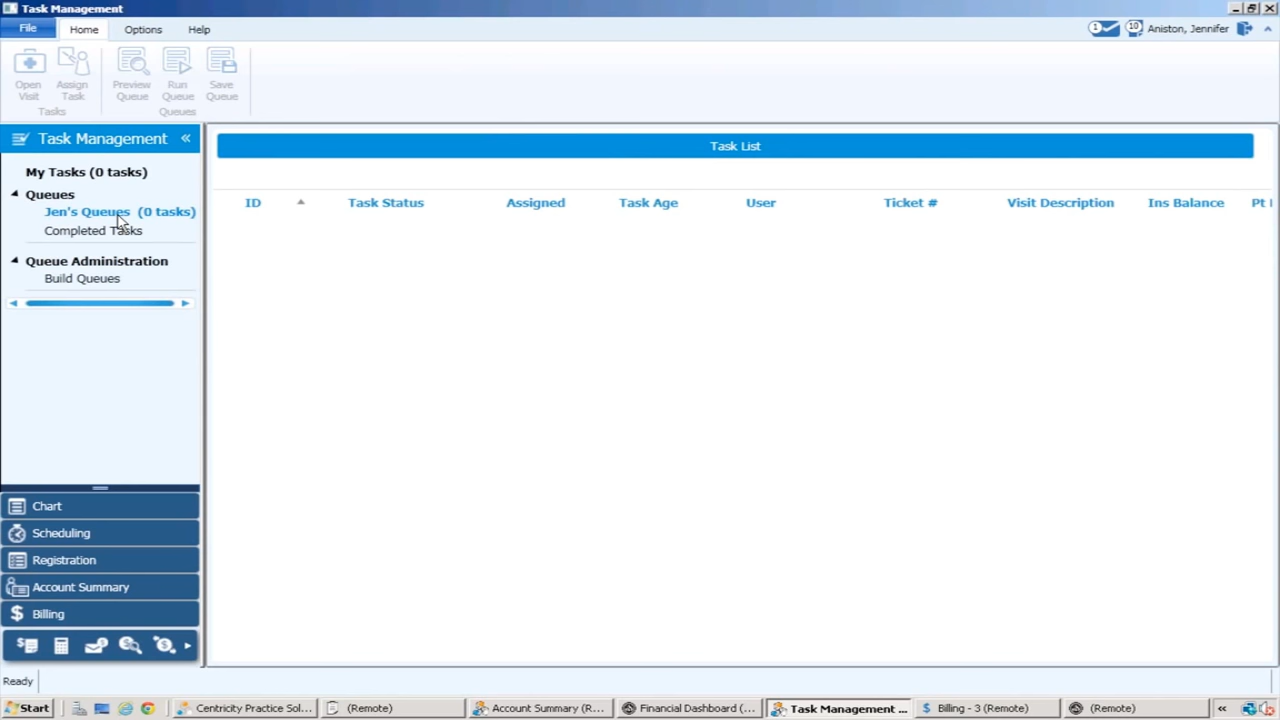 Task Management
File Home Options Help
1 10 Aniston, Jennifer
Open Visit
Assign Task
Preview Queue
Run Queue
Save Queue
Tasks Queues
Task Management «
My Tasks (0 tasks)
Queues
Jen's Queues (0 tasks)
Completed Tasks
Queue Administration
Build Queues
Task List
ID Task Status Assigned Task Age User Ticket # Visit Description Ins Balance Pt
Chart
Scheduling
Registration
Account Summary
$ Billing
Ready
Start Centricity Practice Sol... (Remote) Account Summary (R... Financial Dashboard (... Task Management ... $ Billing - 3 (Remote) (Remote) «